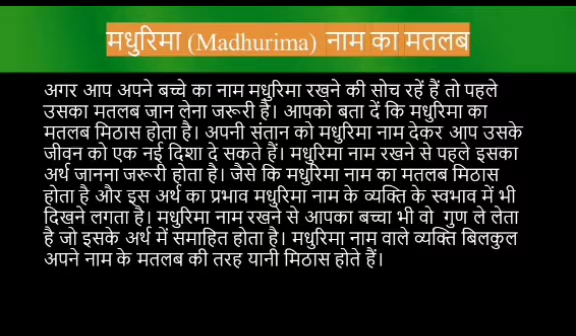 मधुरिमा (Madhurima) नाम का मतलब
अगर आप अपने बच्चे का नाम मधुरिमा रखने की सोच रहें हैं तो पहले
उसका मतलब जान लेना जरूरी है। आपको बता दें कि मधुरिमा का
मतलब मिठास होता है। अपनी संतान को मधुरिमा नाम देकर आप उसके
जीवन को एक नई दिशा दे सकते हैं। मधुरिमा नाम रखने से पहले इसका
अर्थ जानना जरूरी होता है। जैसे कि मधुरिमा नाम का मतलब मिठास
होता है और इस अर्थ का प्रभाव मधुरिमा नाम के व्यक्ति के स्वभाव में भी
दिखने लगता है। मधुरिमा नाम रखने से आपका बच्चा भी वो गुण ले लेता
है जो इसके अर्थ में समाहित होता है। मधुरिमा नाम वाले व्यक्ति बिलकुल
अपने नाम के मतलब की तरह यानी मिठास होते हैं।